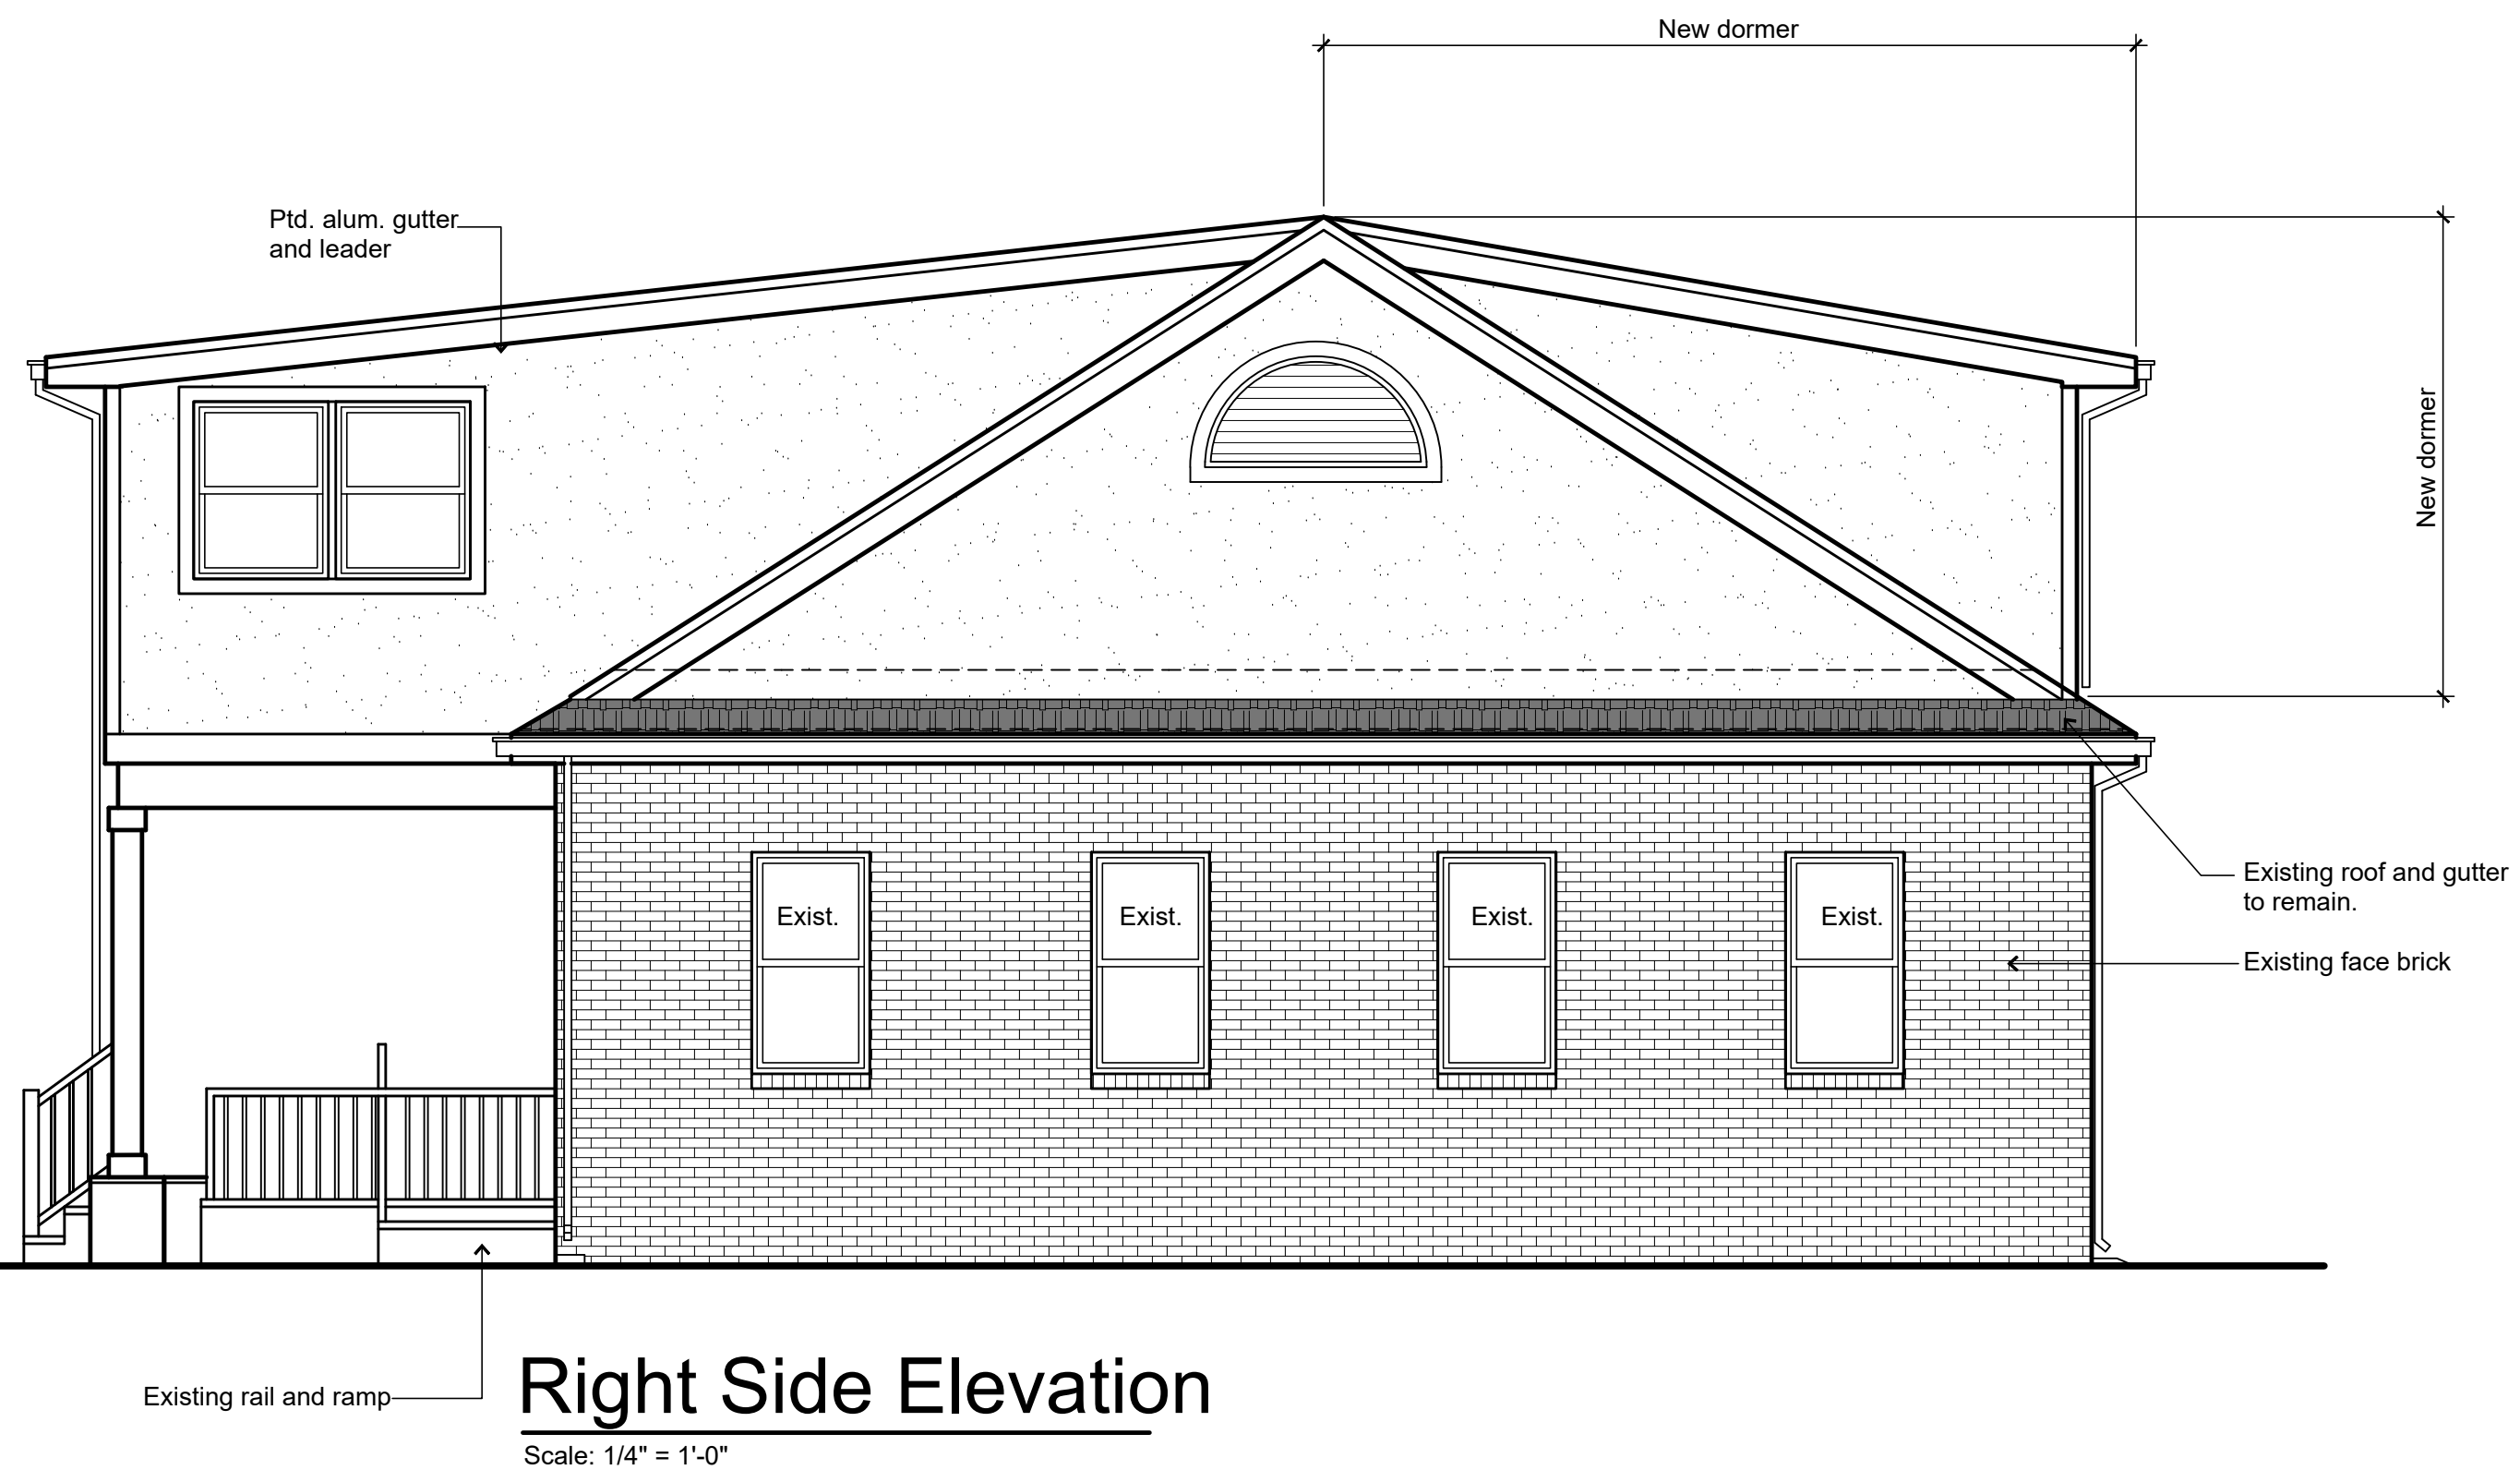 New dormer
Ptd. alum. gutter
and leader
New dormer
Exist.
Exist.
Exist.
Exist.
Existing roof and gutter
to remain.
Existing face brick
Existing rail and ramp
Right Side Elevation
Scale: 1/4" = 1'-0"